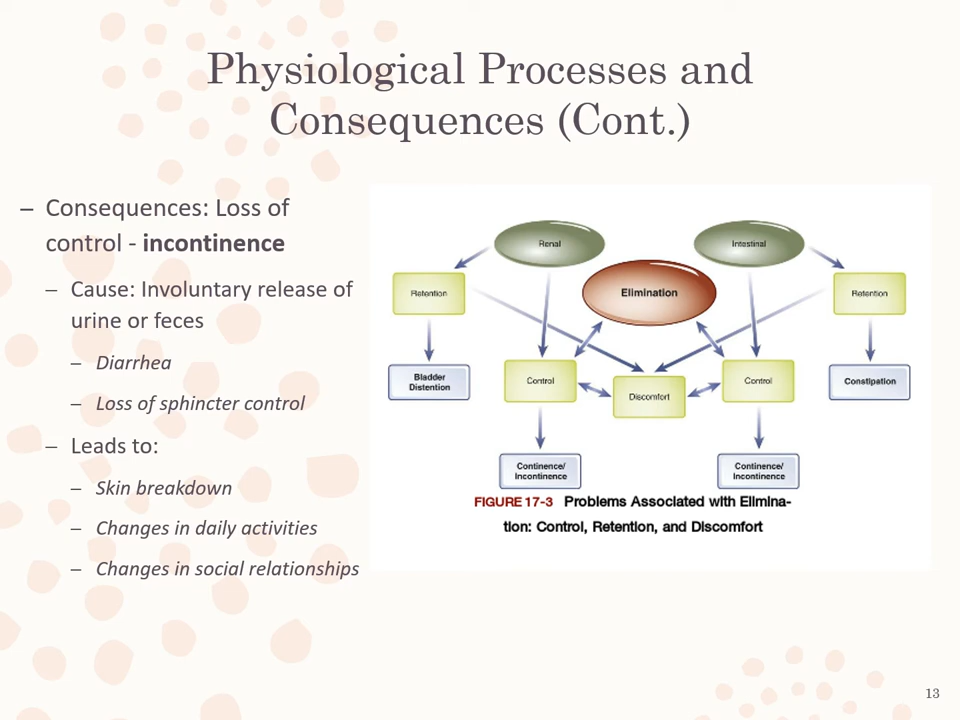 Physiological Processes and
Consequences (Cont.)
– Consequences: Loss of
control - incontinence
– Cause: Involuntary release of
urine or feces
– Diarrhea
– Loss of sphincter control
– Leads to:
– Skin breakdown
– Changes in daily activities
– Changes in social relationships
Renal
Intestinal
Elimination
Retention
Retention
Control
Control
Discomfort
Bladder
Distention
Constipation
Continence/
Incontinence
Continence/
Incontinence
FIGURE 17-3 Problems Associated with Elimina-
tion: Control, Retention, and Discomfort
13